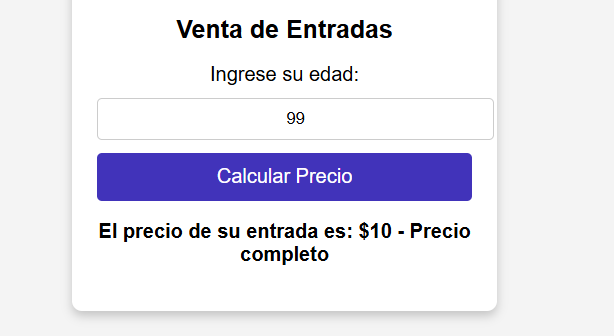 Venta de Entradas
Ingrese su edad:
99
Calcular Precio
El precio de su entrada es: $10 - Precio
completo